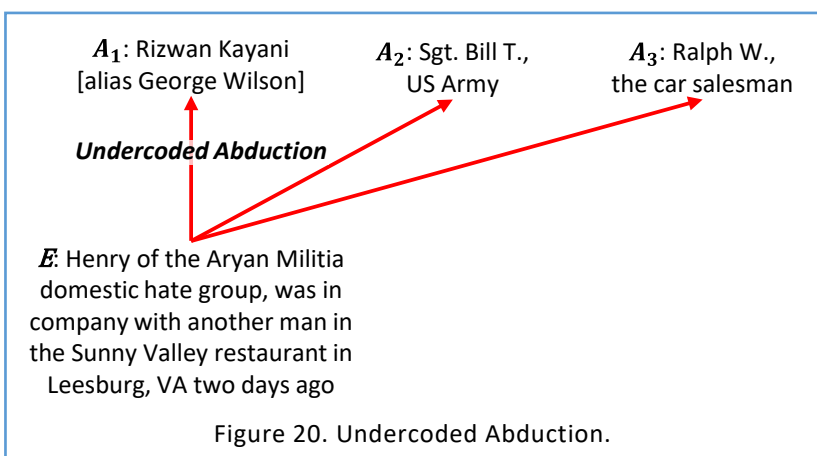 A₁: Rizwan Kayani
[alias George Wilson]
A₂: Sgt. Bill T.,
US Army
A₃: Ralph W.,
the car salesman
Undercoded Abduction
E: Henry of the Aryan Militia
domestic hate group, was in
company with another man in
the Sunny Valley restaurant in
Leesburg, VA two days ago
Figure 20. Undercoded Abduction.